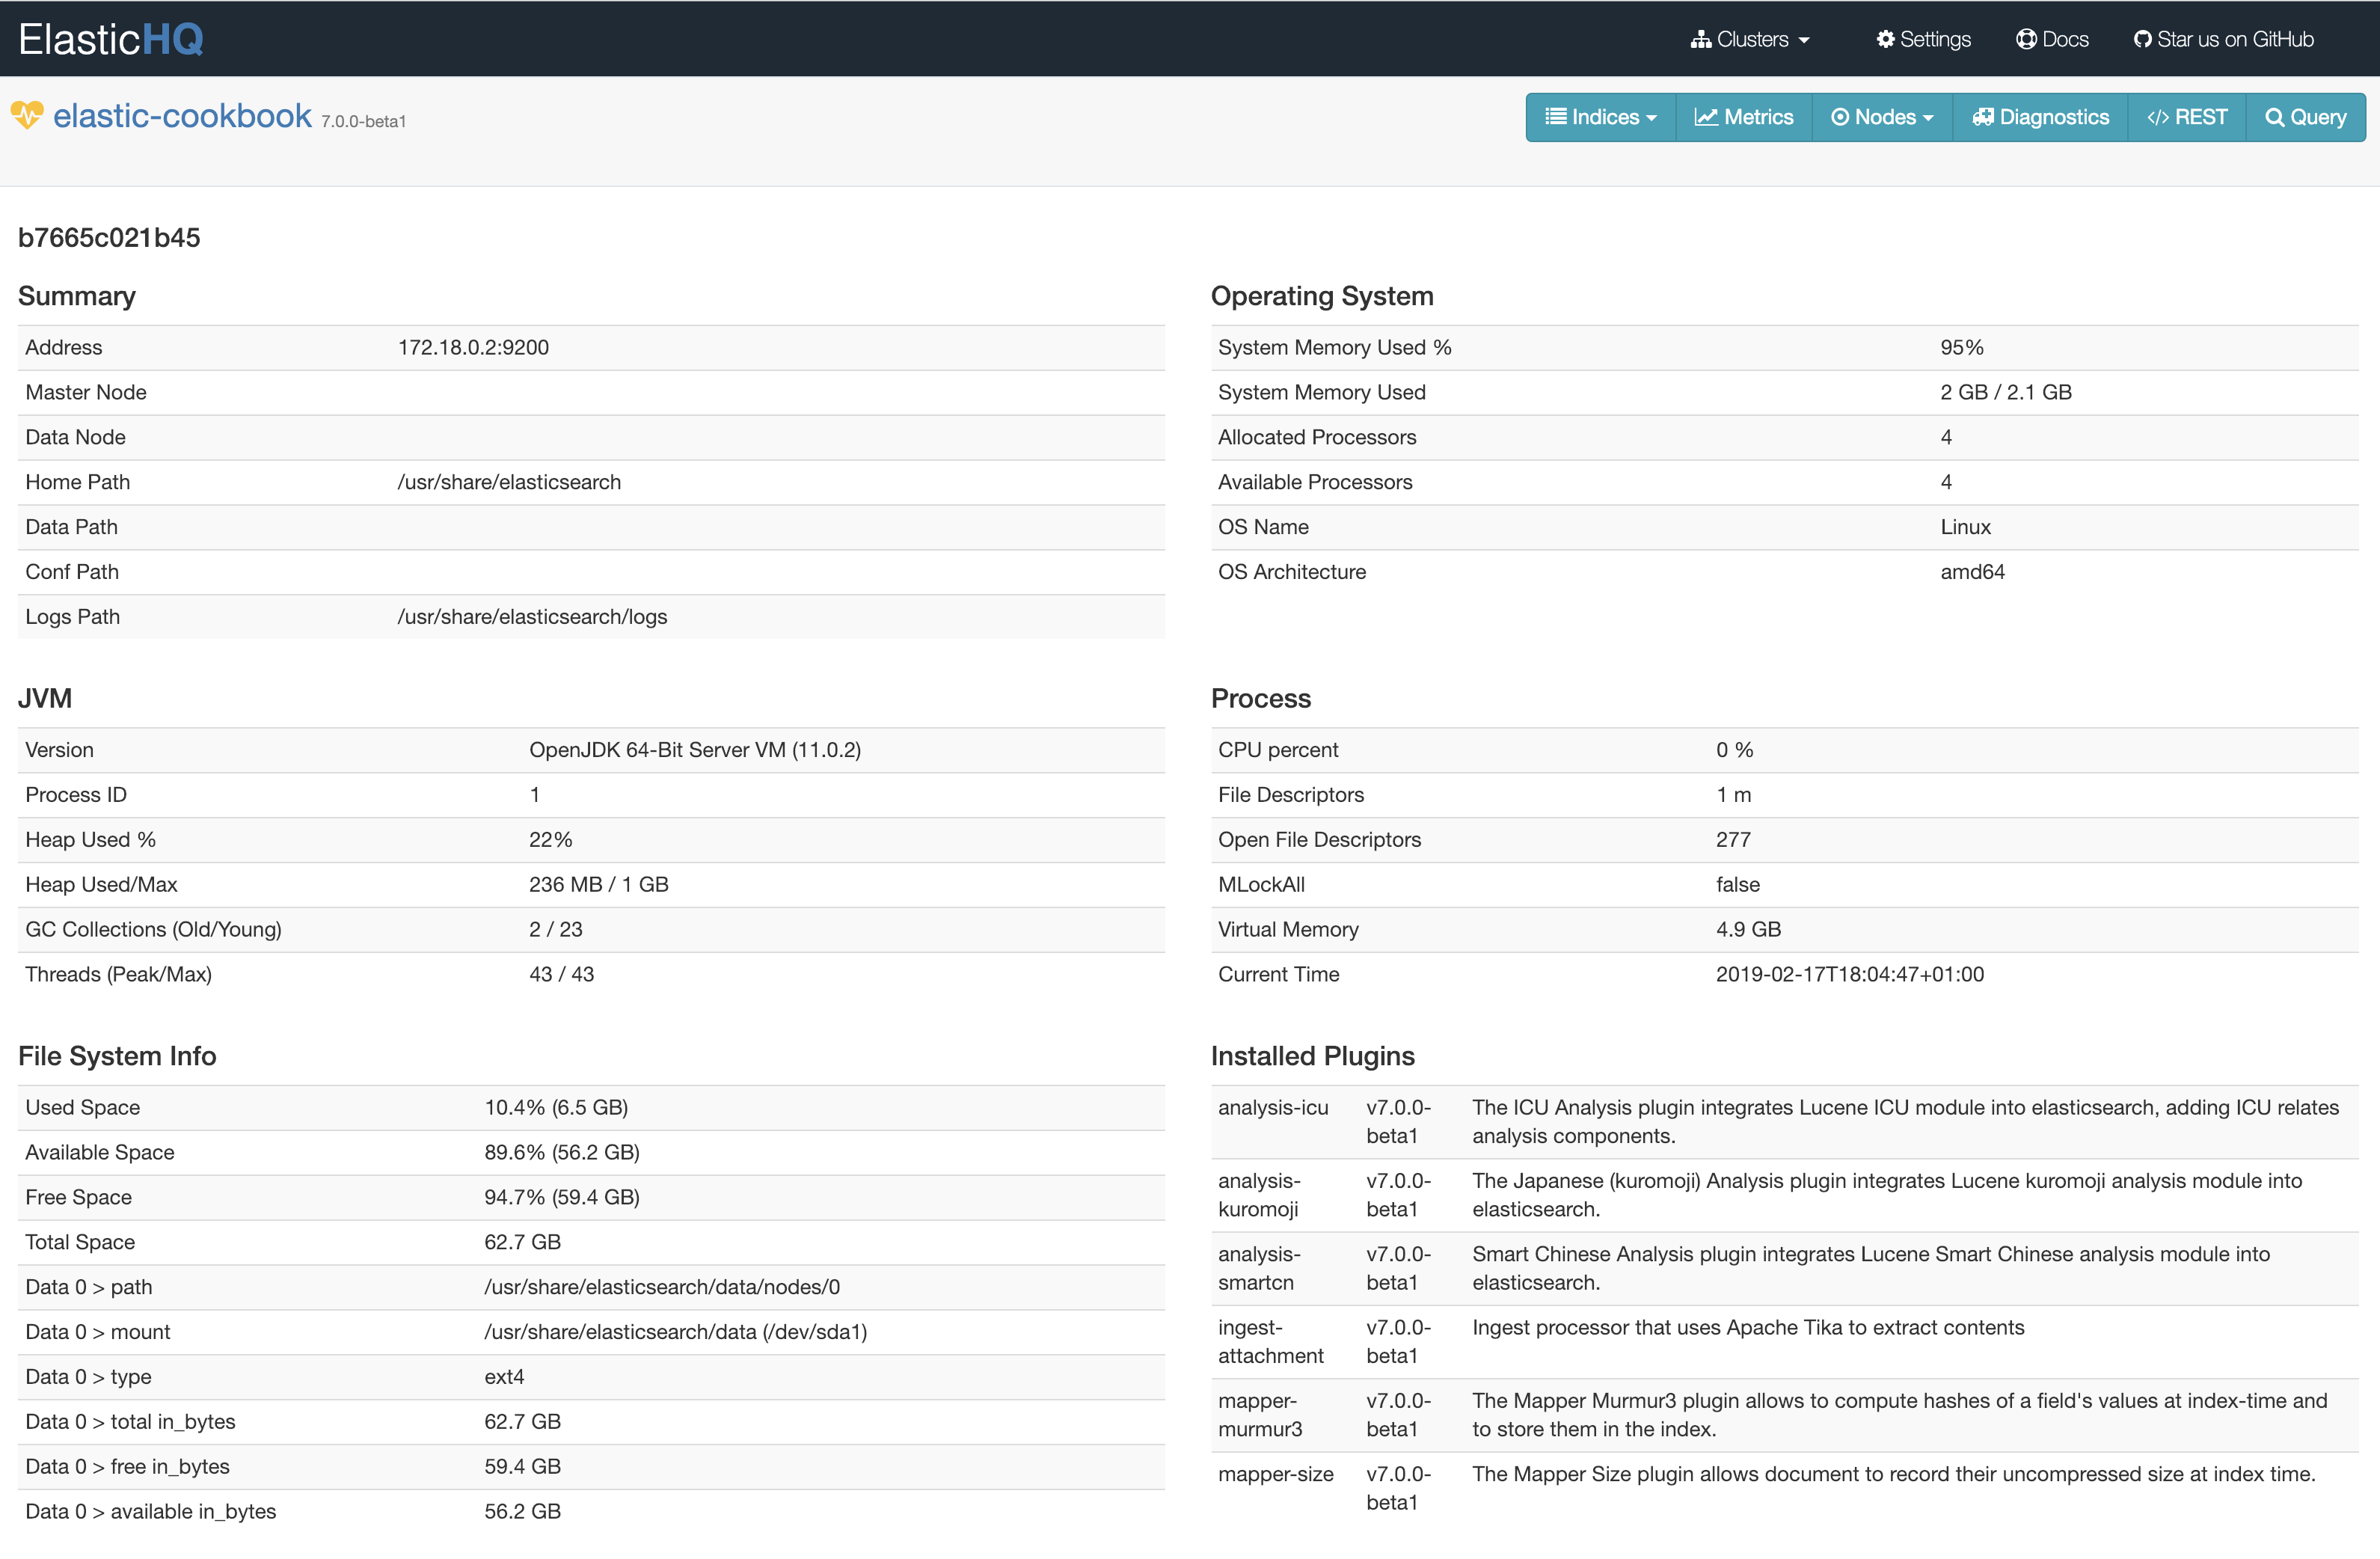 ElasticHQ
Clusters Settings Docs Star us on GitHub
elastic-cookbook 7.0.0-beta1
Indices Metrics Nodes Diagnostics </> REST Query
b7665c021b45
Summary
Address 172.18.0.2:9200
Master Node
Data Node
Home Path /usr/share/elasticsearch
Data Path
Conf Path
Logs Path /usr/share/elasticsearch/logs
Operating System
System Memory Used % 95%
System Memory Used 2 GB / 2.1 GB
Allocated Processors 4
Available Processors 4
OS Name Linux
OS Architecture amd64
JVM
Version OpenJDK 64-Bit Server VM (11.0.2)
Process ID 1
Heap Used % 22%
Heap Used/Max 236 MB / 1 GB
GC Collections (Old/Young) 2 / 23
Threads (Peak/Max) 43 / 43
Process
CPU percent 0 %
File Descriptors 1 m
Open File Descriptors 277
MLockAll false
Virtual Memory 4.9 GB
Current Time 2019-02-17T18:04:47+01:00
File System Info
Used Space 10.4% (6.5 GB)
Available Space 89.6% (56.2 GB)
Free Space 94.7% (59.4 GB)
Total Space 62.7 GB
Data 0 > path /usr/share/elasticsearch/data/nodes/0
Data 0 > mount /usr/share/elasticsearch/data (/dev/sda1)
Data 0 > type ext4
Data 0 > total in_bytes 62.7 GB
Data 0 > free in_bytes 59.4 GB
Data 0 > available in_bytes 56.2 GB
Installed Plugins
analysis-icu v7.0.0- The ICU Analysis plugin integrates Lucene ICU module into elasticsearch, adding ICU relates
beta1 analysis components.
analysis- v7.0.0- The Japanese (kuromoji) Analysis plugin integrates Lucene kuromoji analysis module into
kuromoji beta1 elasticsearch.
analysis- v7.0.0- Smart Chinese Analysis plugin integrates Lucene Smart Chinese analysis module into
smartcn beta1 elasticsearch.
ingest- v7.0.0- Ingest processor that uses Apache Tika to extract contents
attachment beta1
mapper- v7.0.0- The Mapper Murmur3 plugin allows to compute hashes of a field's values at index-time and
murmur3 beta1 to store them in the index.
mapper-size v7.0.0- The Mapper Size plugin allows document to record their uncompressed size at index time.
beta1